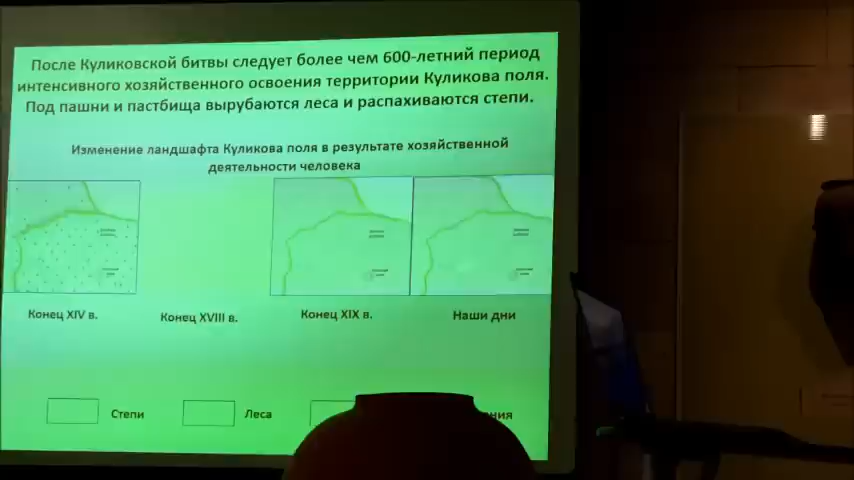 После Куликовской битвы следует более чем 600-летний период
интенсивного хозяйственного освоения территории Куликова поля.
Под пашни и пастбища вырубаются леса и распахиваются степи.
Изменение ландшафта Куликова поля в результате хозяйственной
деятельности человека
Конец XIV в.
Конец XVIII в.
Конец XIX в.
Наши дни
Степи
Леса